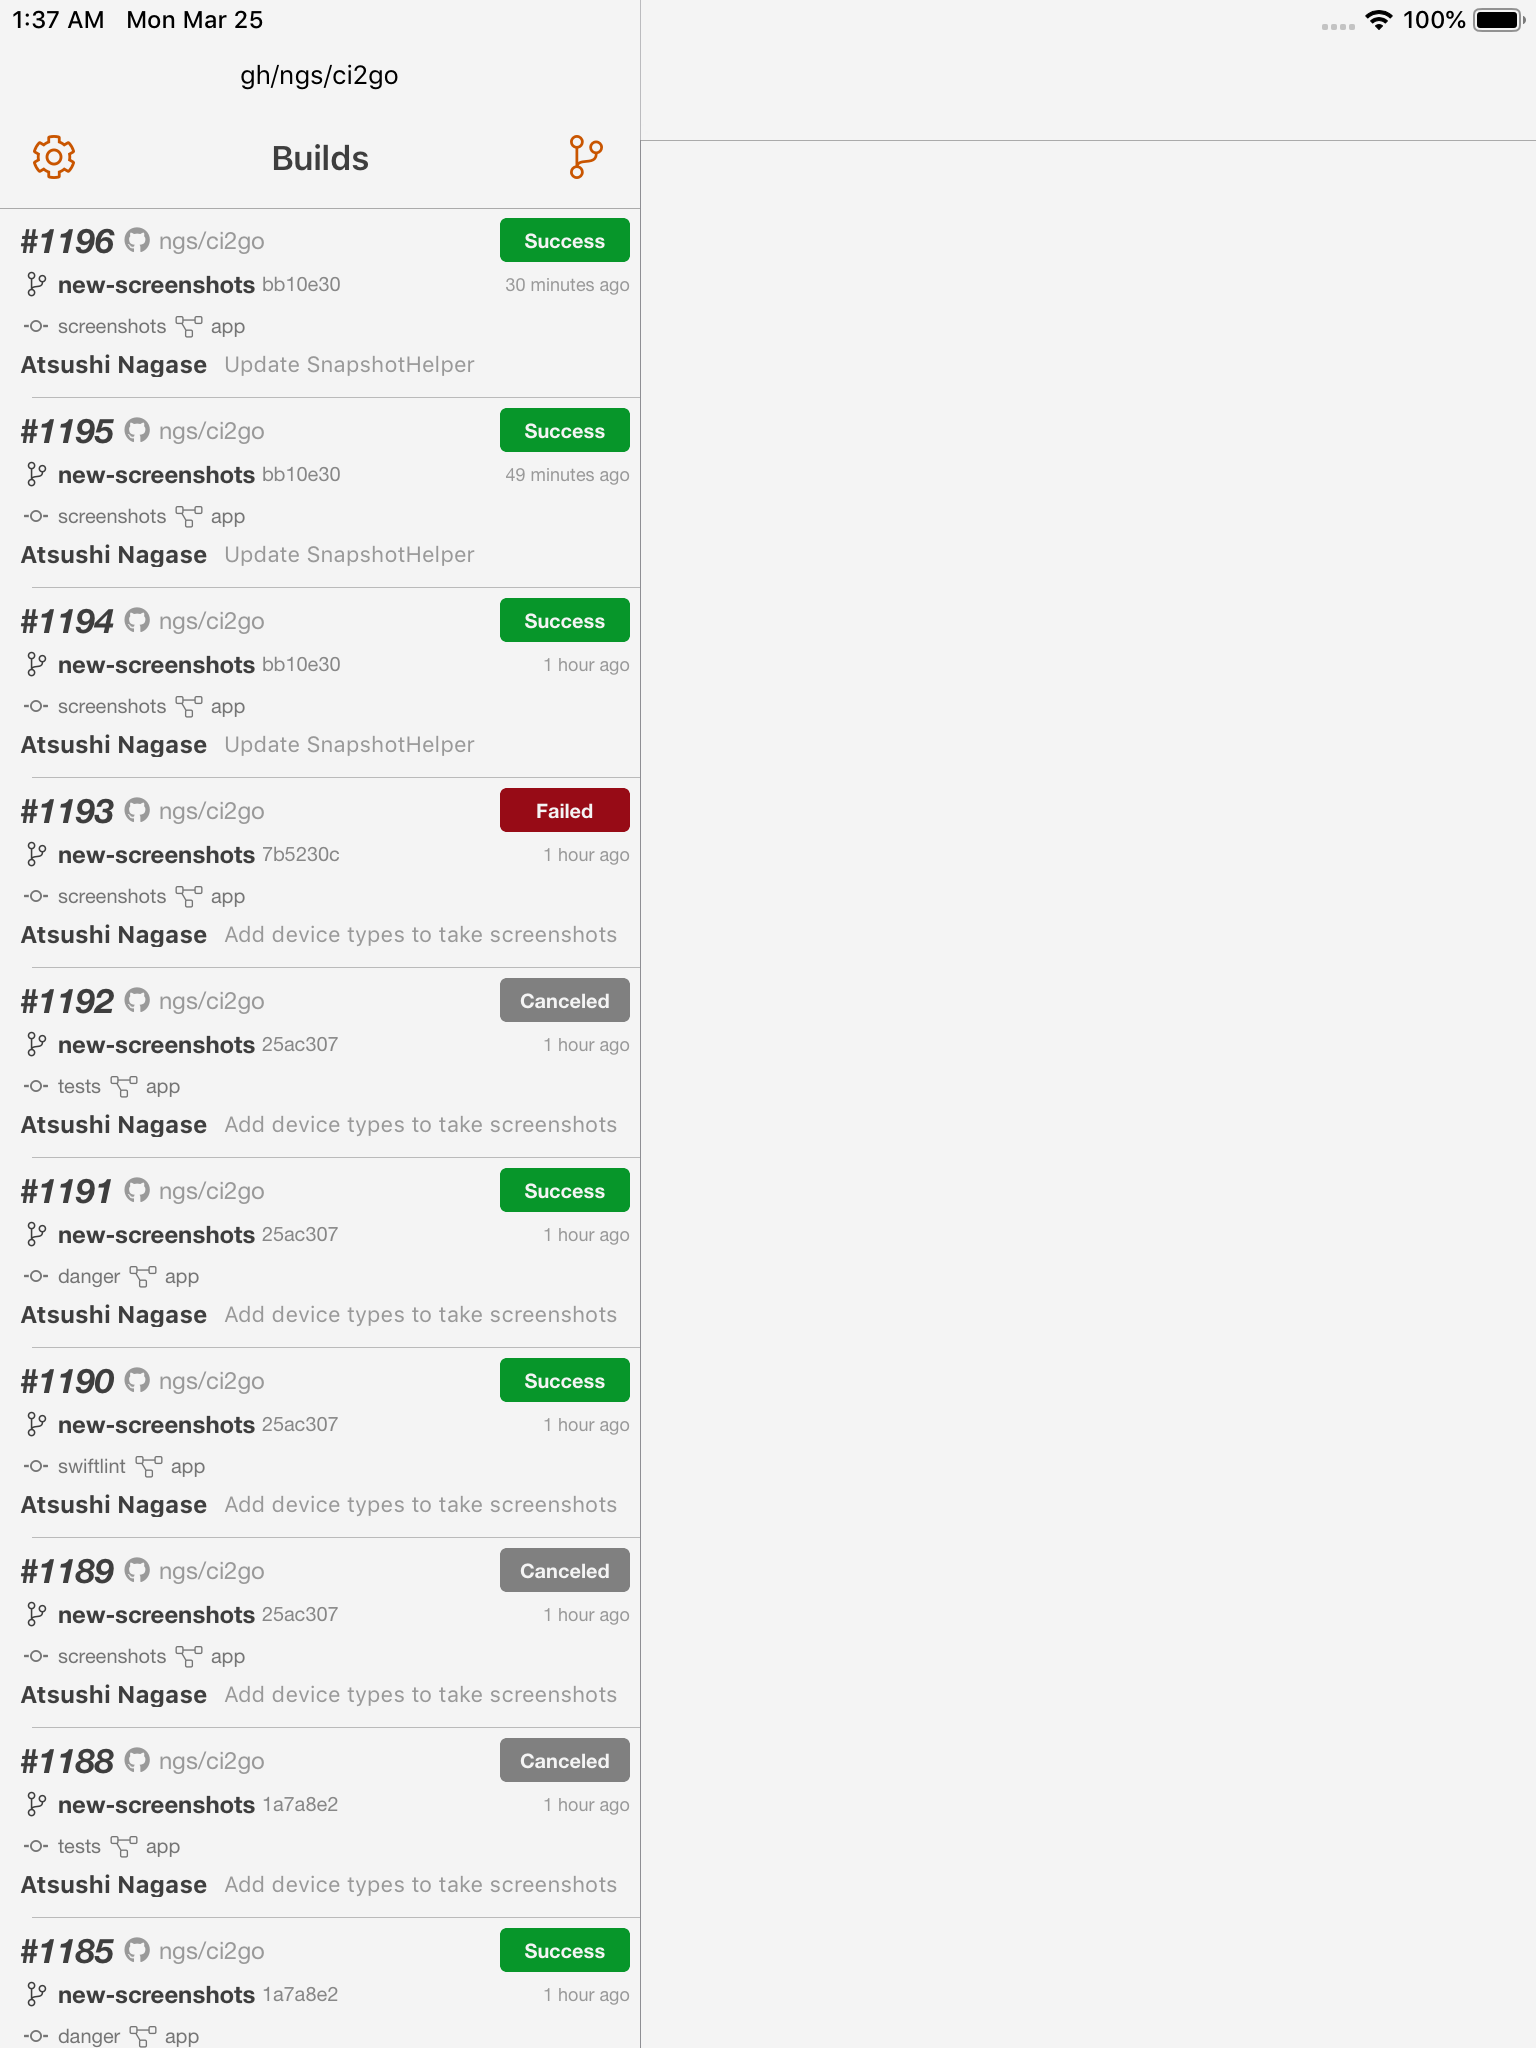 1:37 AM Mon Mar 25 100%
gh/ngs/ci2go
Builds
#1196 ngs/ci2go Success
new-screenshots bb10e30 30 minutes ago
screenshots app
Atsushi Nagase Update SnapshotHelper
#1195 ngs/ci2go Success
new-screenshots bb10e30 49 minutes ago
screenshots app
Atsushi Nagase Update SnapshotHelper
#1194 ngs/ci2go Success
new-screenshots bb10e30 1 hour ago
screenshots app
Atsushi Nagase Update SnapshotHelper
#1193 ngs/ci2go Failed
new-screenshots 7b5230c 1 hour ago
screenshots app
Atsushi Nagase Add device types to take screenshots
#1192 ngs/ci2go Canceled
new-screenshots 25ac307 1 hour ago
tests app
Atsushi Nagase Add device types to take screenshots
#1191 ngs/ci2go Success
new-screenshots 25ac307 1 hour ago
danger app
Atsushi Nagase Add device types to take screenshots
#1190 ngs/ci2go Success
new-screenshots 25ac307 1 hour ago
swiftlint app
Atsushi Nagase Add device types to take screenshots
#1189 ngs/ci2go Canceled
new-screenshots 25ac307 1 hour ago
screenshots app
Atsushi Nagase Add device types to take screenshots
#1188 ngs/ci2go Canceled
new-screenshots 1a7a8e2 1 hour ago
tests app
Atsushi Nagase Add device types to take screenshots
#1185 ngs/ci2go Success
new-screenshots 1a7a8e2 1 hour ago
danger app